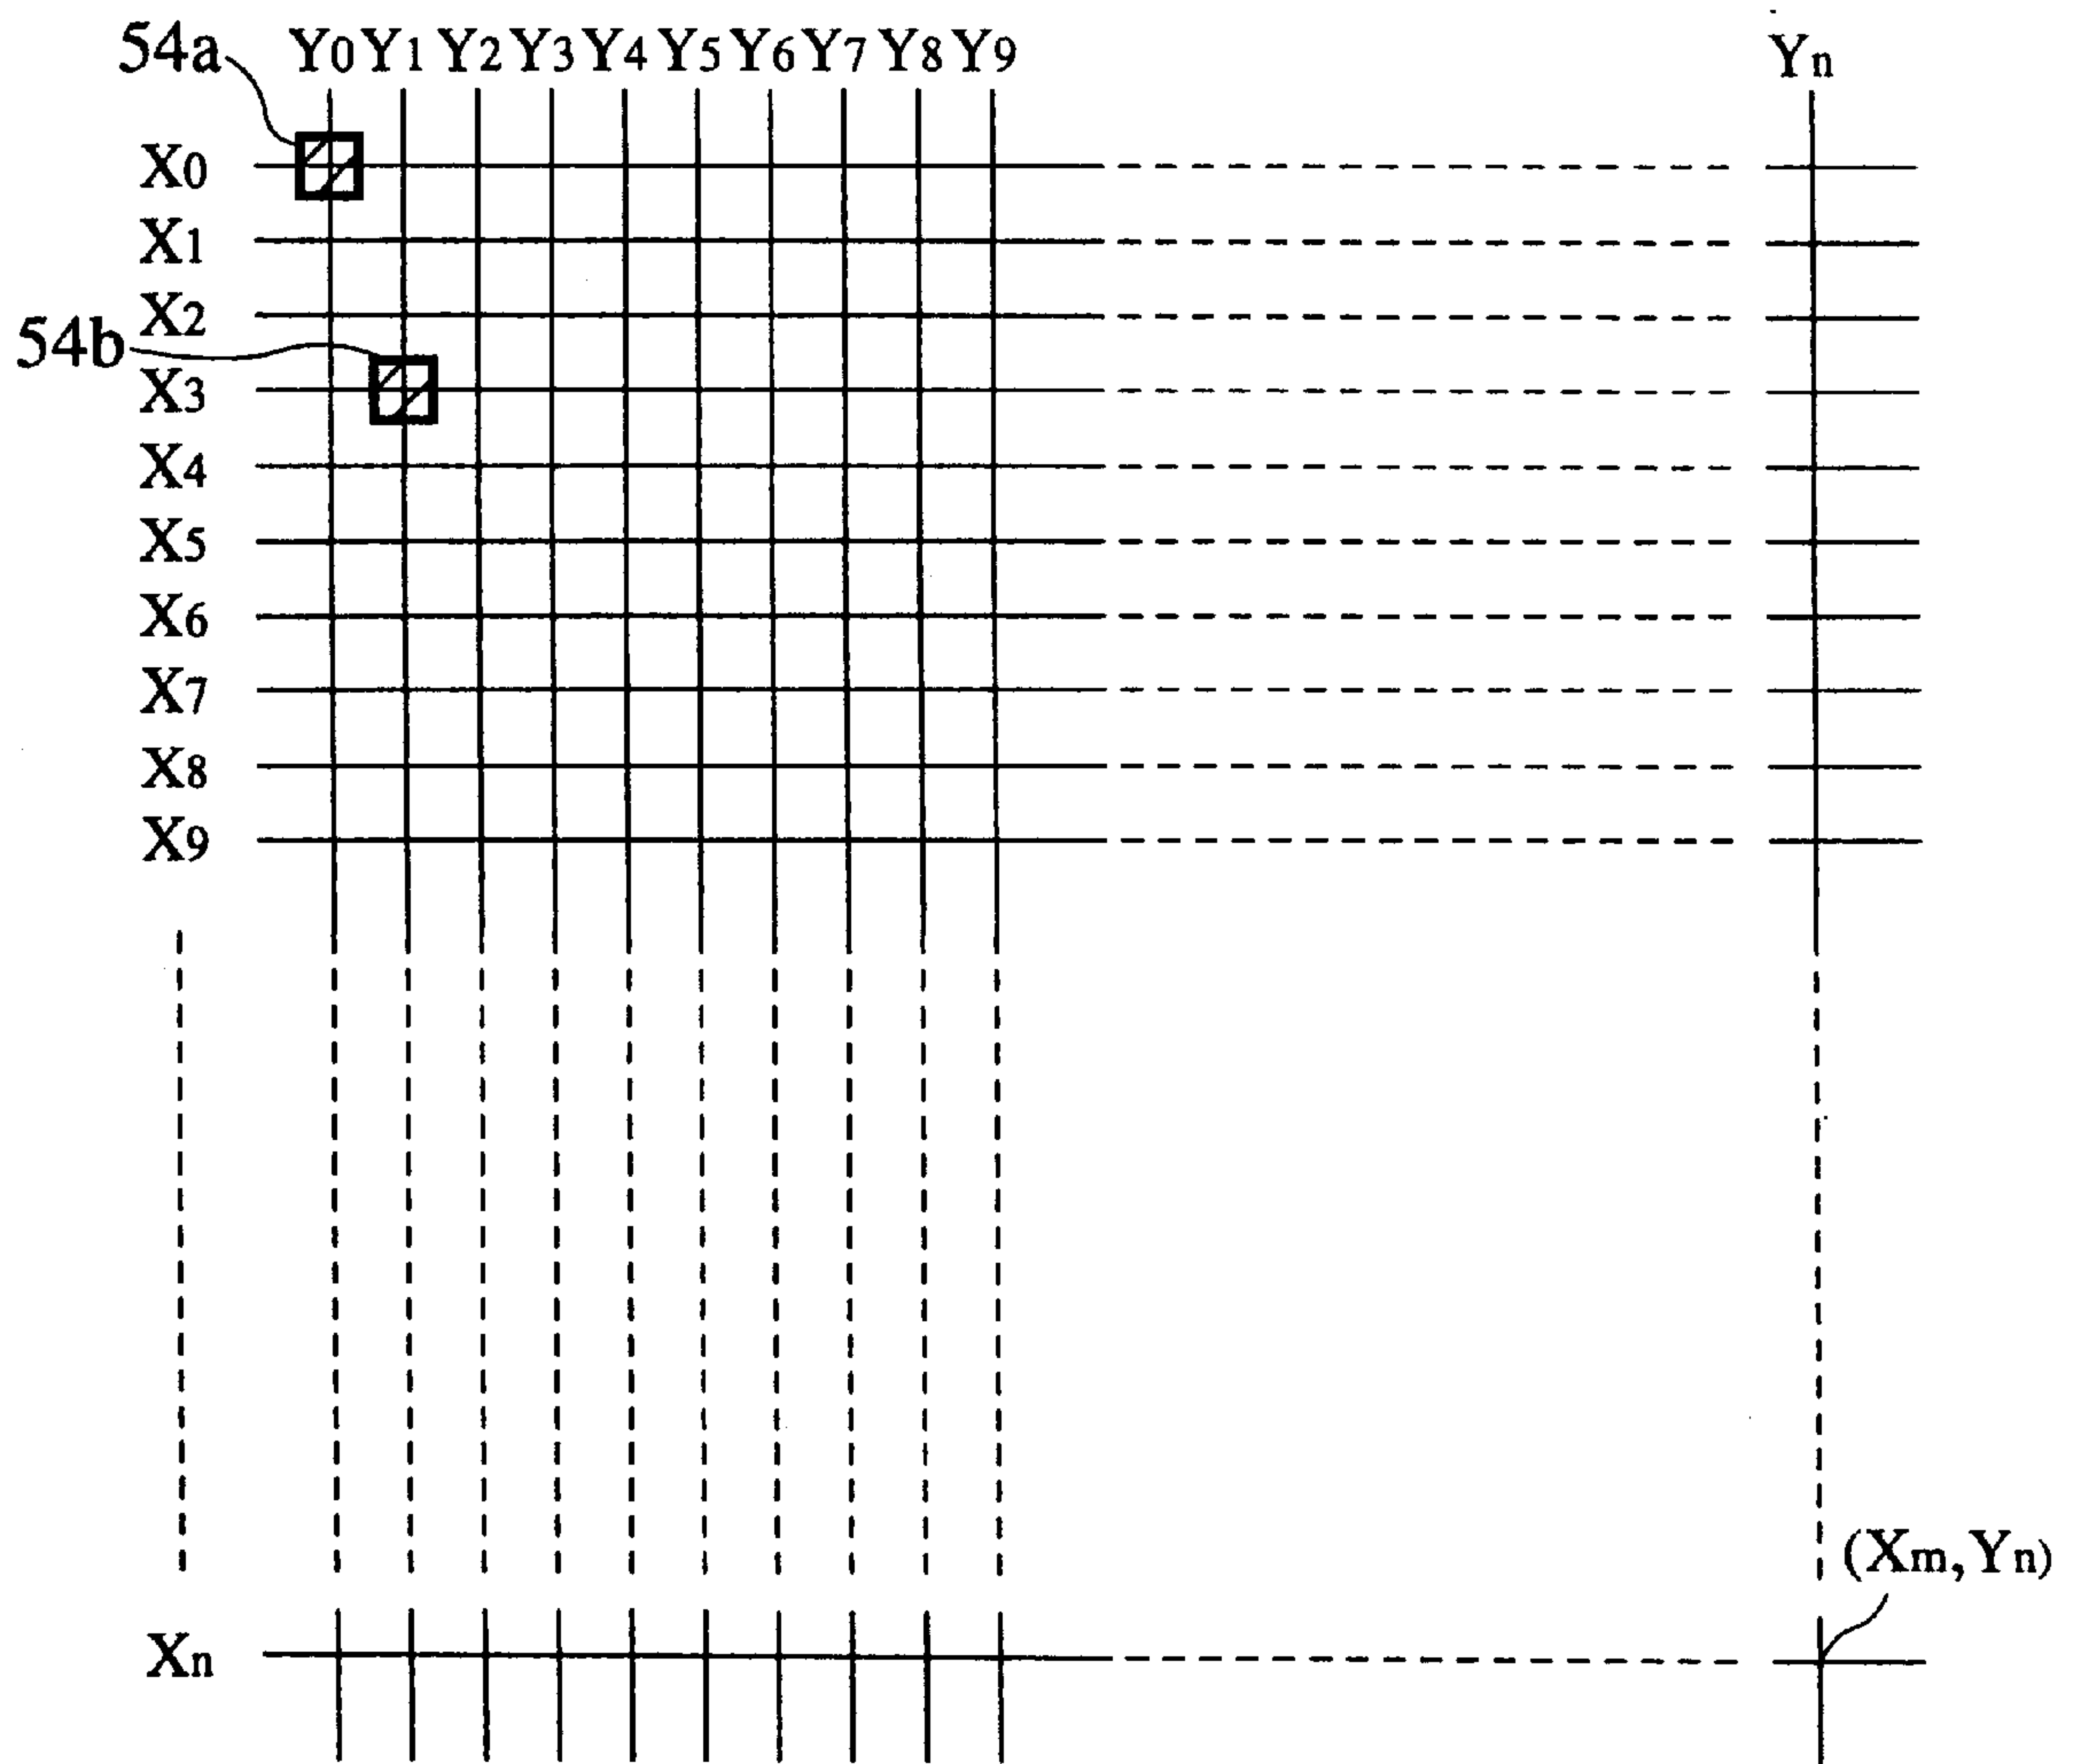 54a Y0 Y1 Y2 Y3 Y4 Y5 Y6 Y7 Y8 Y9 Yn
X0
X1
X2
54b
X3
X4
X5
X6
X7
X8
X9
(Xm,Yn)
Xn